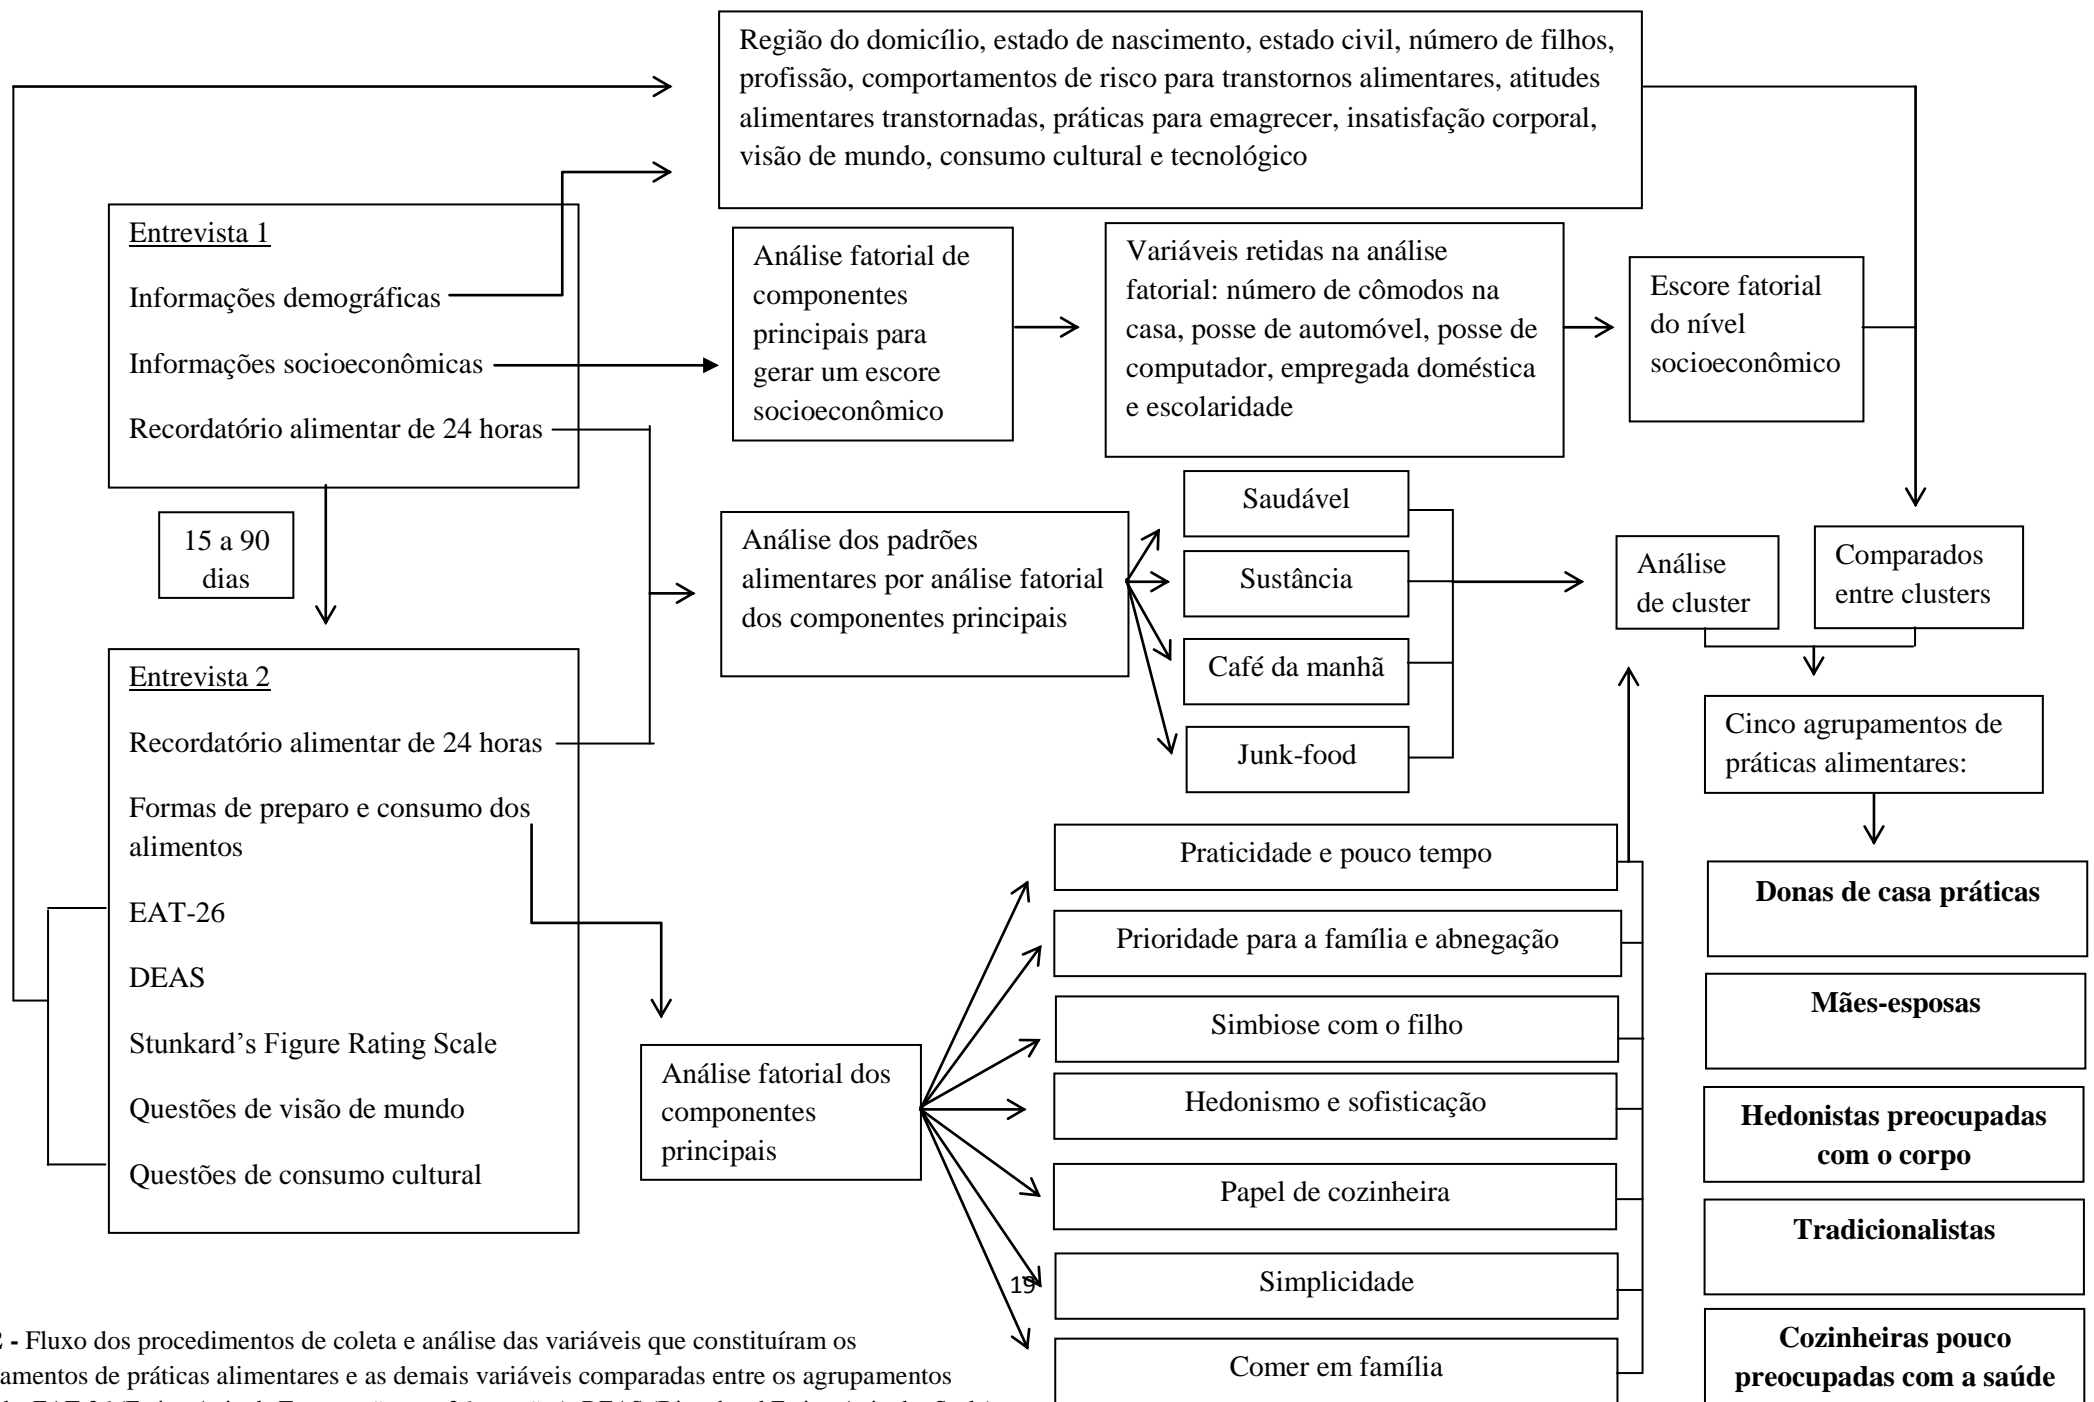 Região do domicílio, estado de nascimento, estado civil, número de filhos,
profissão, comportamentos de risco para transtornos alimentares, atitudes
alimentares transtornadas, práticas para emagrecer, insatisfação corporal,
visão de mundo, consumo cultural e tecnológico
Entrevista 1
Informações demográficas
Informações socioeconômicas
Recordatório alimentar de 24 horas
Análise fatorial de
componentes
principais para
gerar um escore
socioeconômico
Variáveis retidas na análise
fatorial: número de cômodos na
casa, posse de automóvel, posse de
computador, empregada doméstica
e escolaridade
Escore fatorial
do nível
socioeconômico
15 a 90
dias
Análise dos padrões
alimentares por análise fatorial
dos componentes principais
Saudável
Sustância
Café da manhã
Junk-food
Análise
de cluster
Comparados
entre clusters
Entrevista 2
Recordatório alimentar de 24 horas
Formas de preparo e consumo dos
alimentos
EAT-26
DEAS
Stunkard’s Figure Rating Scale
Questões de visão de mundo
Questões de consumo cultural
Análise fatorial dos
componentes
principais
Praticidade e pouco tempo
Prioridade para a família e abnegação
Simbiose com o filho
Hedonismo e sofisticação
Papel de cozinheira
Simplicidade
Comer em família
Cinco agrupamentos de
práticas alimentares:
Donas de casa práticas
Mães-esposas
Hedonistas preocupadas
com o corpo
Tradicionalistas
Cozinheiras pouco
preocupadas com a saúde
19
2 - Fluxo dos procedimentos de coleta e análise das variáveis que constituíram os
amentos de práticas alimentares e as demais variáveis comparadas entre os agrupamentos